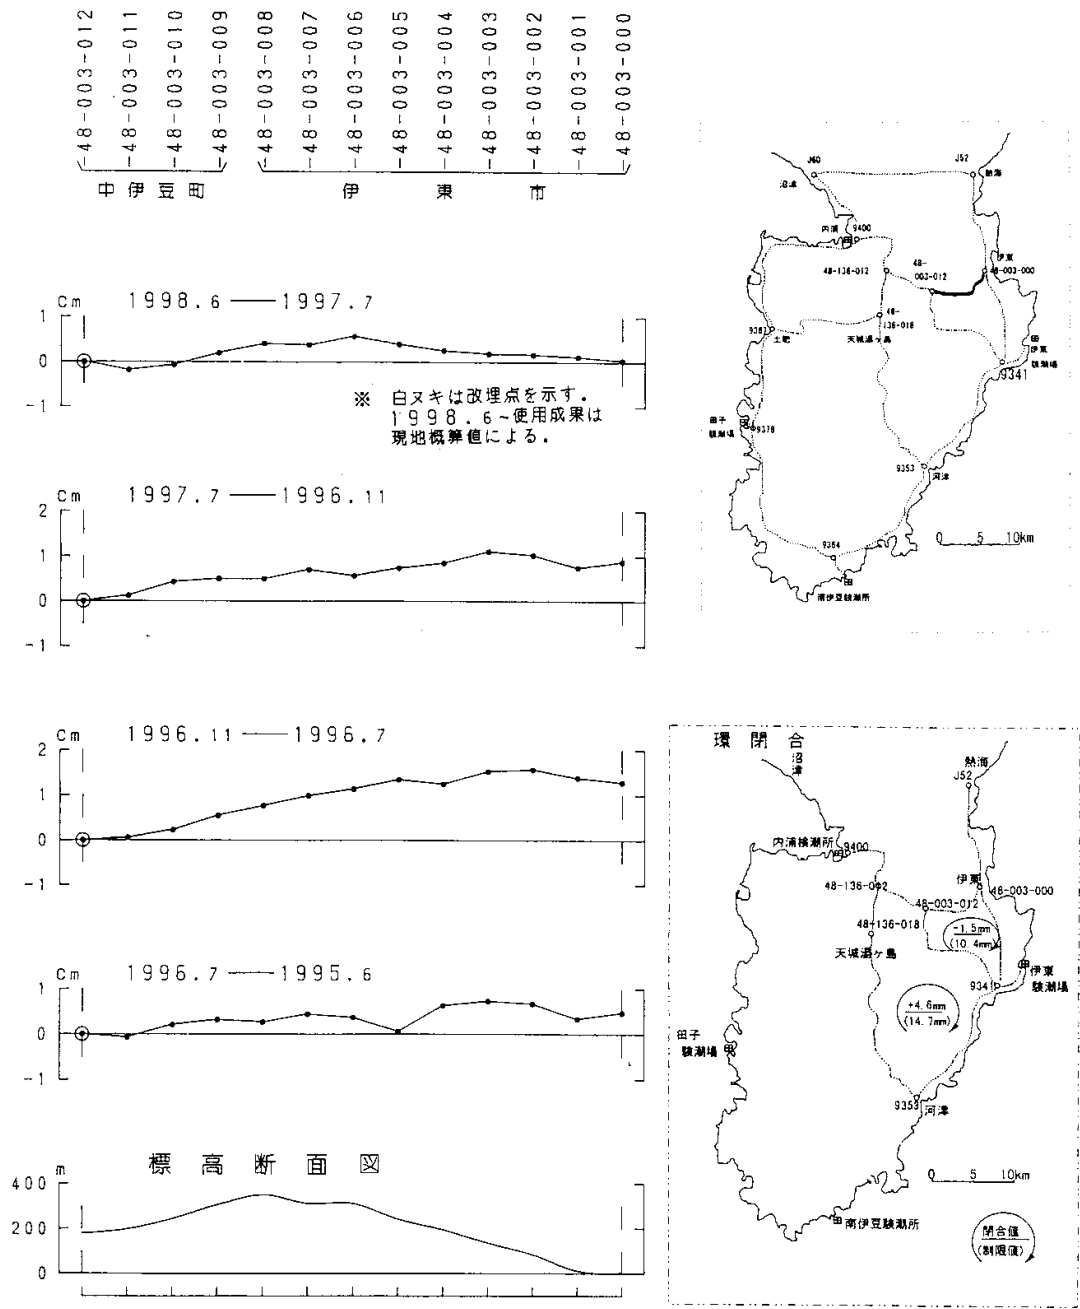 48-003-012
48-003-011
48-003-010
48-003-009
48-003-008
48-003-007
48-003-006
48-003-005
48-003-004
48-003-003
48-003-002
48-003-001
48-003-000
中伊豆町
伊東市
Cm 1998.6 — 1997.7
1
0
-1
※ 白ヌキは改埋点を示す.
1998.6~使用成果は
現地概算値による.
Cm 1997.7 — 1996.11
2
1
0
-1
Cm 1996.11 — 1996.7
2
1
0
-1
Cm 1996.7 — 1995.6
1
0
-1
m 標高断面図
400
200
0
J60
J52
沼津
熱海
内浦
9400
48-136-012
48-
003-012
伊東
48-003-000
48-
136-018
天城湯ヶ島
土肥
伊東
験潮場
9341
田子
験潮場
9378
9353
河津
0 5 10km
9364
南伊豆験潮所
環閉合
沼津
熱海
J52
内浦検潮所
9400
伊東
48-136-012
48-003-000
48-003-012
48-136-018
-1.5mm
(10.4mm)
天城湯ヶ島
9341
伊東
験潮場
+4.6mm
(14.7mm)
田子
験潮場
9353
河津
0 5 10km
南伊豆験潮所
閉合値
(制限値)